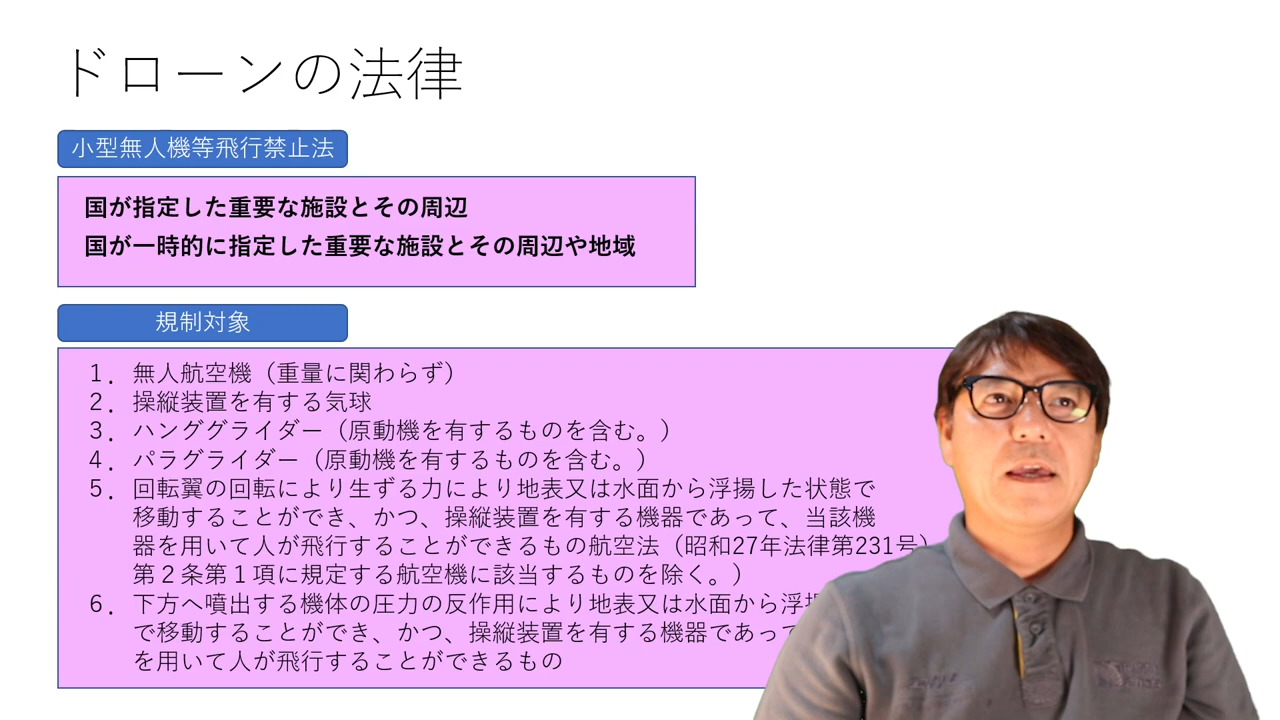 ドローンの法律
小型無人機等飛行禁止法
国が指定した重要な施設とその周辺
国が一時的に指定した重要な施設とその周辺や地域
規制対象
１．無人航空機（重量に関わらず）
２．操縦装置を有する気球
３．ハンググライダー（原動機を有するものを含む。）
４．パラグライダー（原動機を有するものを含む。）
５．回転翼の回転により生ずる力により地表又は水面から浮揚した状態で
移動することができ、かつ、操縦装置を有する機器であって、当該機
器を用いて人が飛行することができるもの航空法（昭和27年法律第231号）
第２条第１項に規定する航空機に該当するものを除く。）
６．下方へ噴出する機体の圧力の反作用により地表又は水面から浮
で移動することができ、かつ、操縦装置を有する機器であって
を用いて人が飛行することができるもの